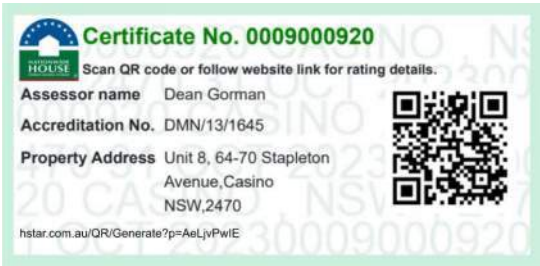 Certificate No. 0009000920
NATIONWIDE
HOUSE
Scan QR code or follow website link for rating details.
Assessor name Dean Gorman
Accreditation No. DMN/13/1645
Property Address Unit 8, 64-70 Stapleton
Avenue,Casino
NSW,2470
hstar.com.au/QR/Generate?p=AeLjvPwIE